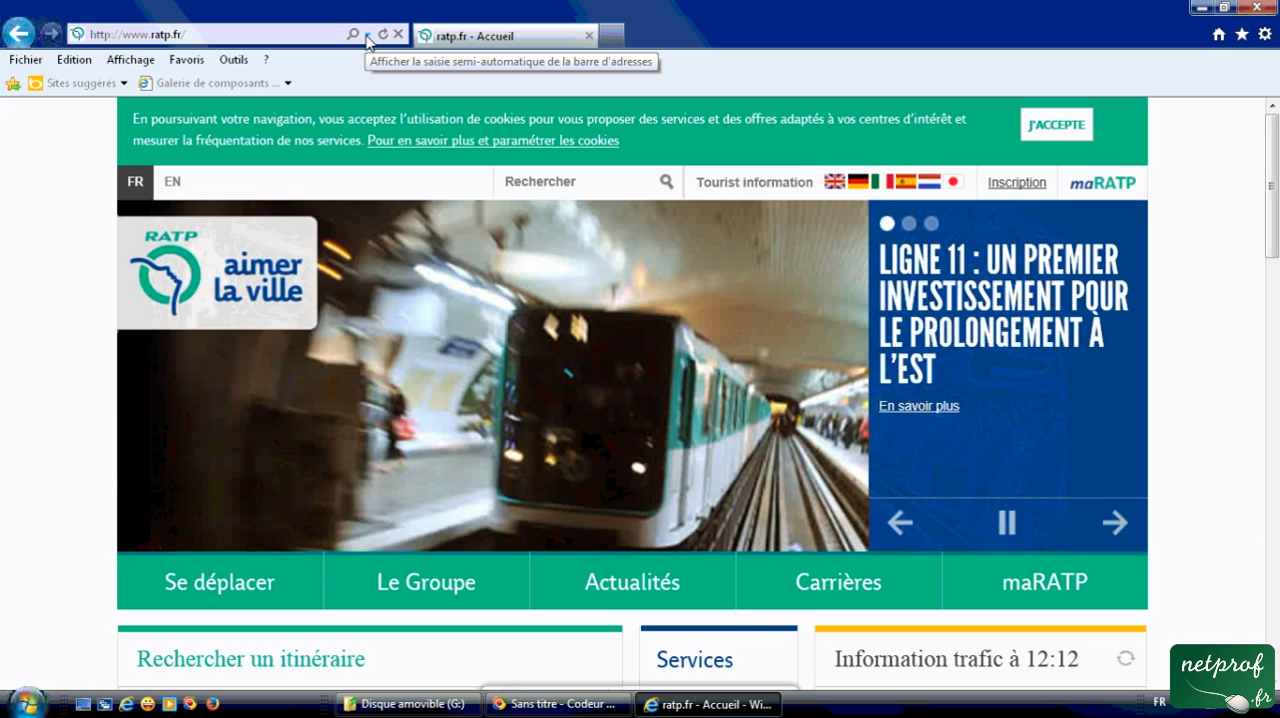 http://www.ratp.fr/
ratp.fr - Accueil
Fichier Edition Affichage Favoris Outils ?
Afficher la saisie semi-automatique de la barre d'adresses
Sites suggérés Galerie de composants ...
En poursuivant votre navigation, vous acceptez l'utilisation de cookies pour vous proposer des services et des offres adaptés à vos centres d'intérêt et
mesurer la fréquentation de nos services. Pour en savoir plus et paramétrer les cookies
J'ACCEPTE
FR EN Rechercher Tourist information Inscription maRATP
RATP
aimer
la ville
LIGNE 11 : UN PREMIER
INVESTISSEMENT POUR
LE PROLONGEMENT À
L'EST
En savoir plus
Se déplacer Le Groupe Actualités Carrières maRATP
Rechercher un itinéraire Services Information trafic à 12:12
netprof
.fr
Disque amovible (G:) Sans titre - Codeur ... ratp.fr - Accueil - Wi... FR